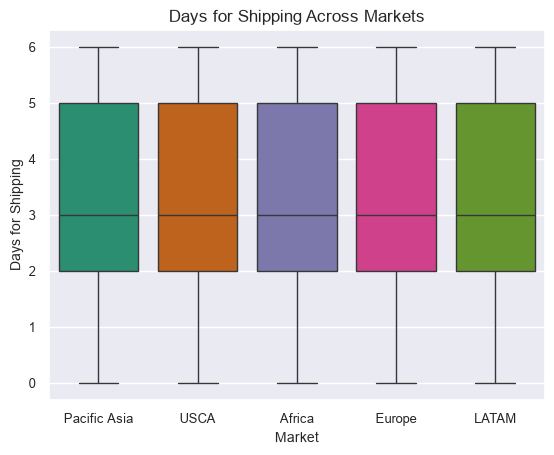 Days for Shipping Across Markets
6
5
4
3
2
1
0
Days for Shipping
Pacific Asia
USCA
Africa
Europe
LATAM
Market